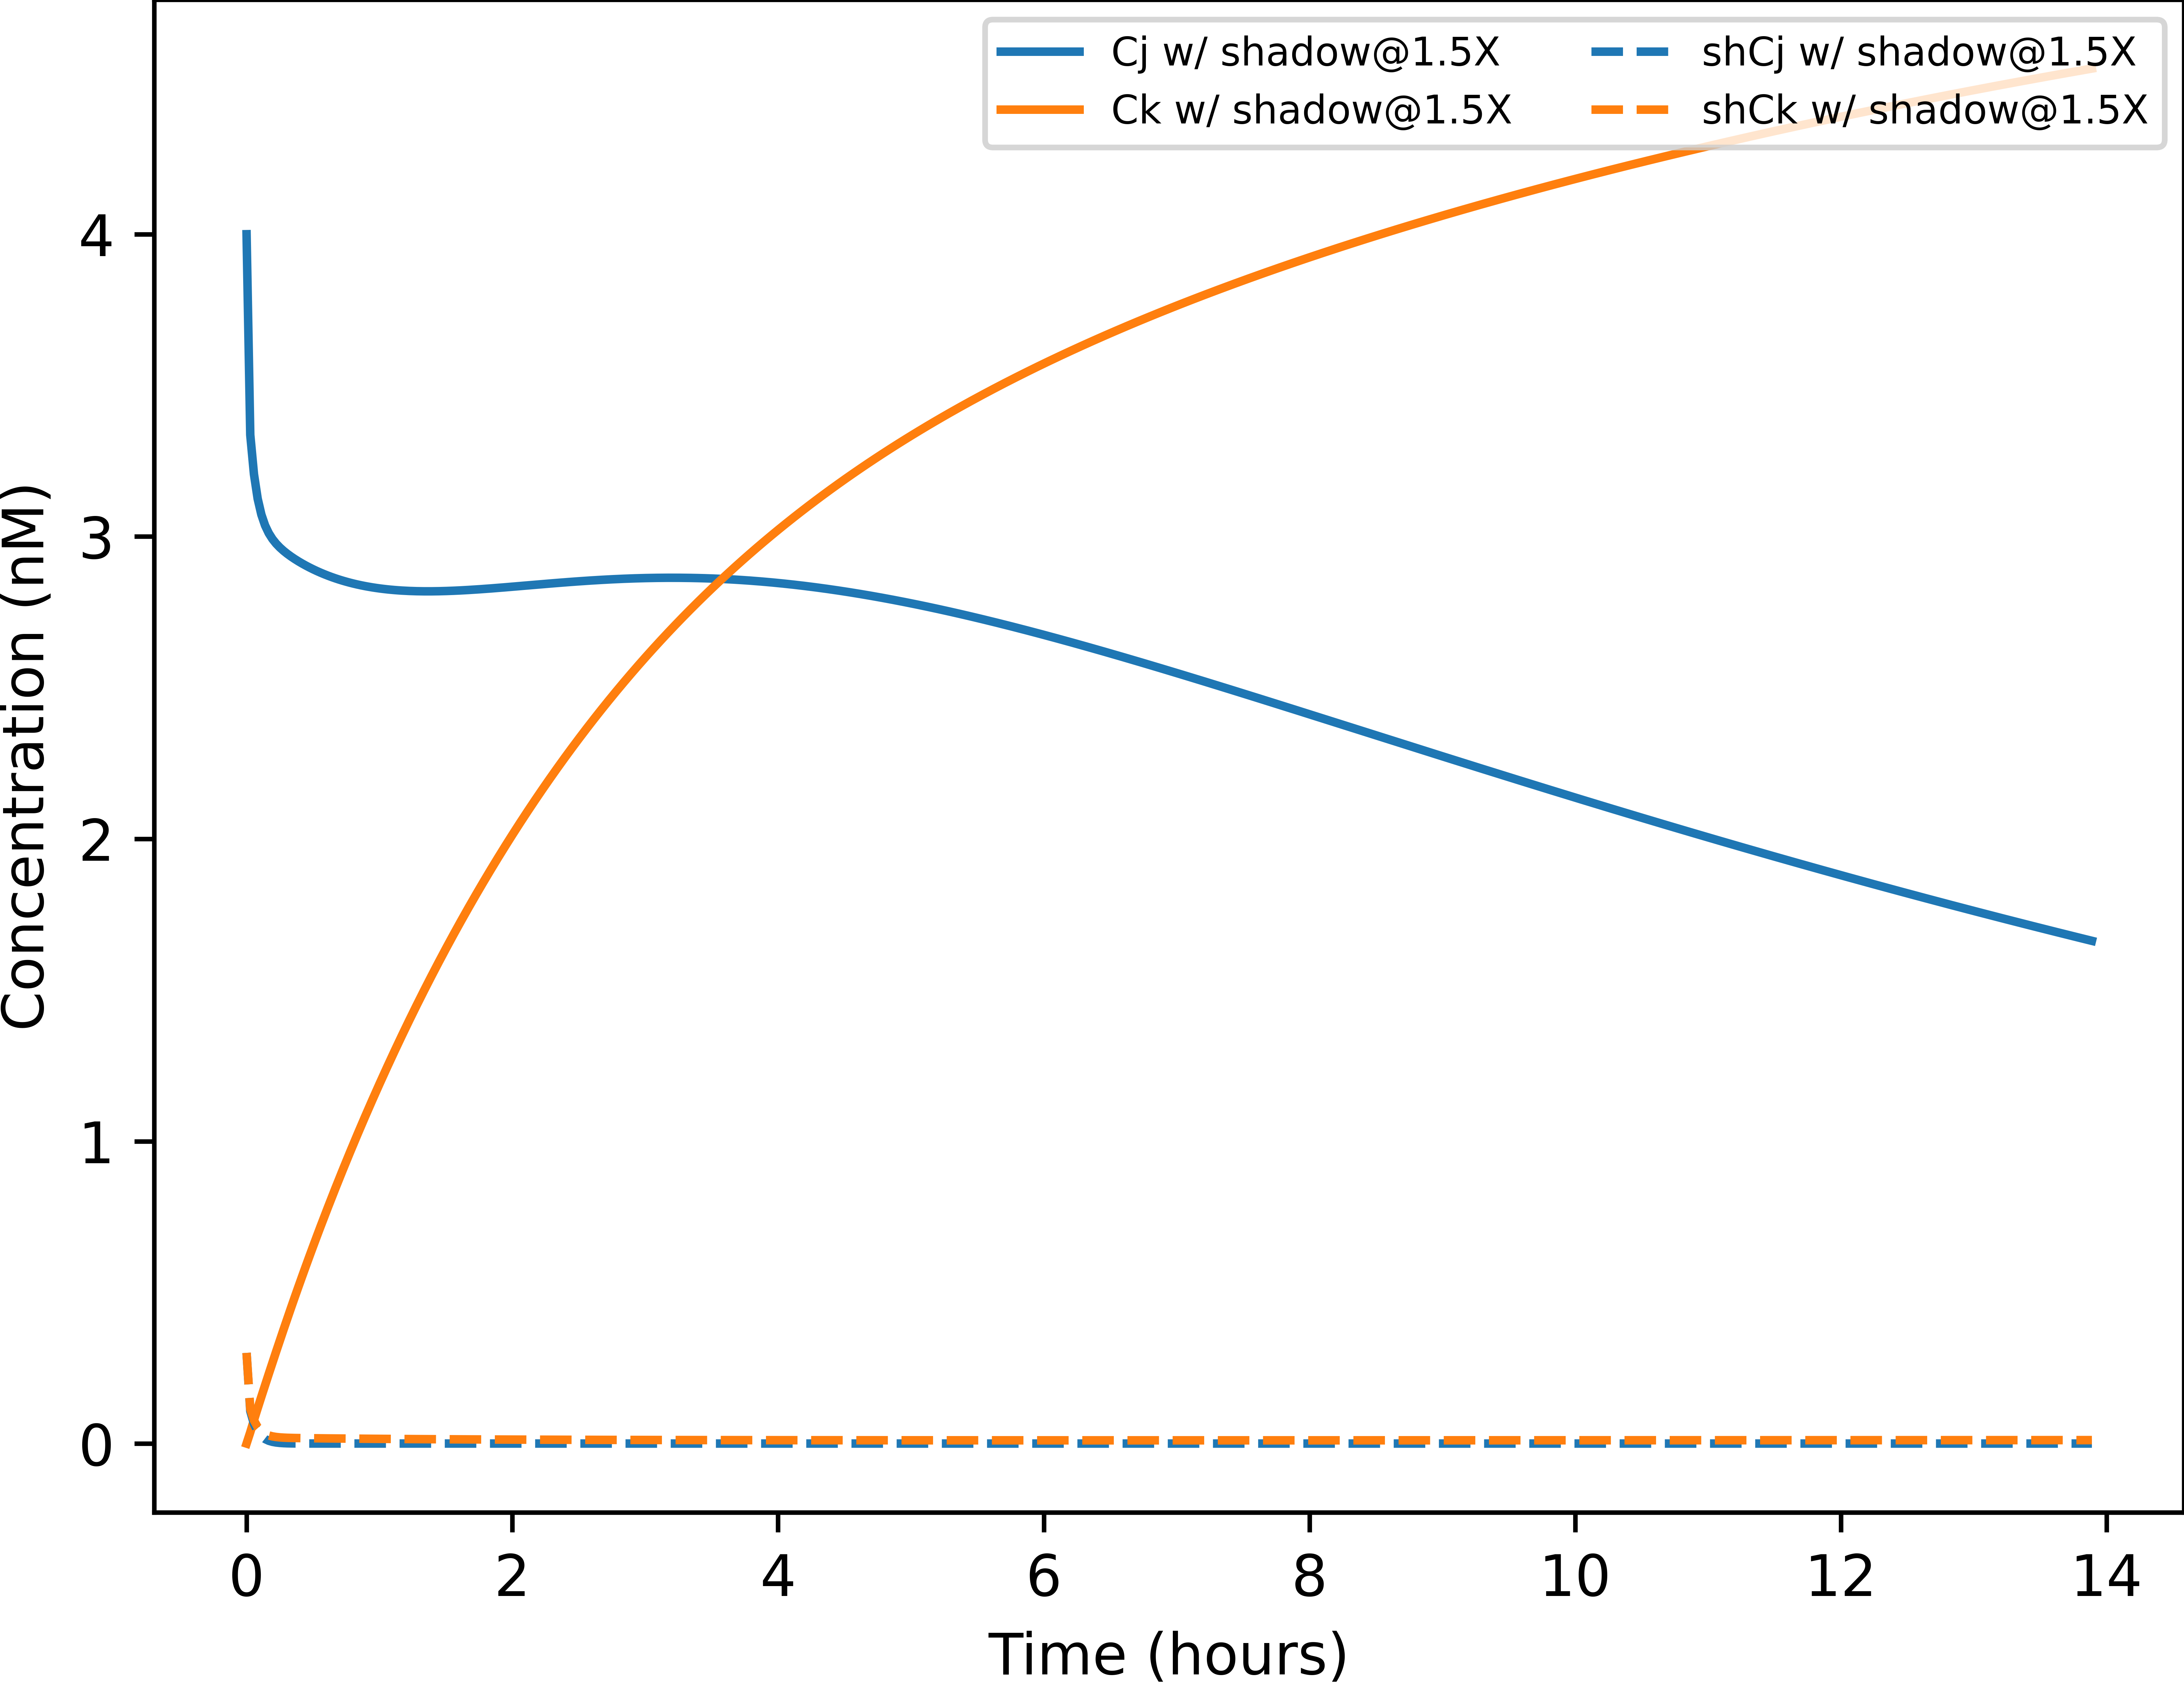 Cj w/ shadow@1.5X
Ck w/ shadow@1.5X
shCj w/ shadow@1.5X
shCk w/ shadow@1.5X
Concentration (nM)
4
3
2
1
0
0 2 4 6 8 10 12 14
Time (hours)